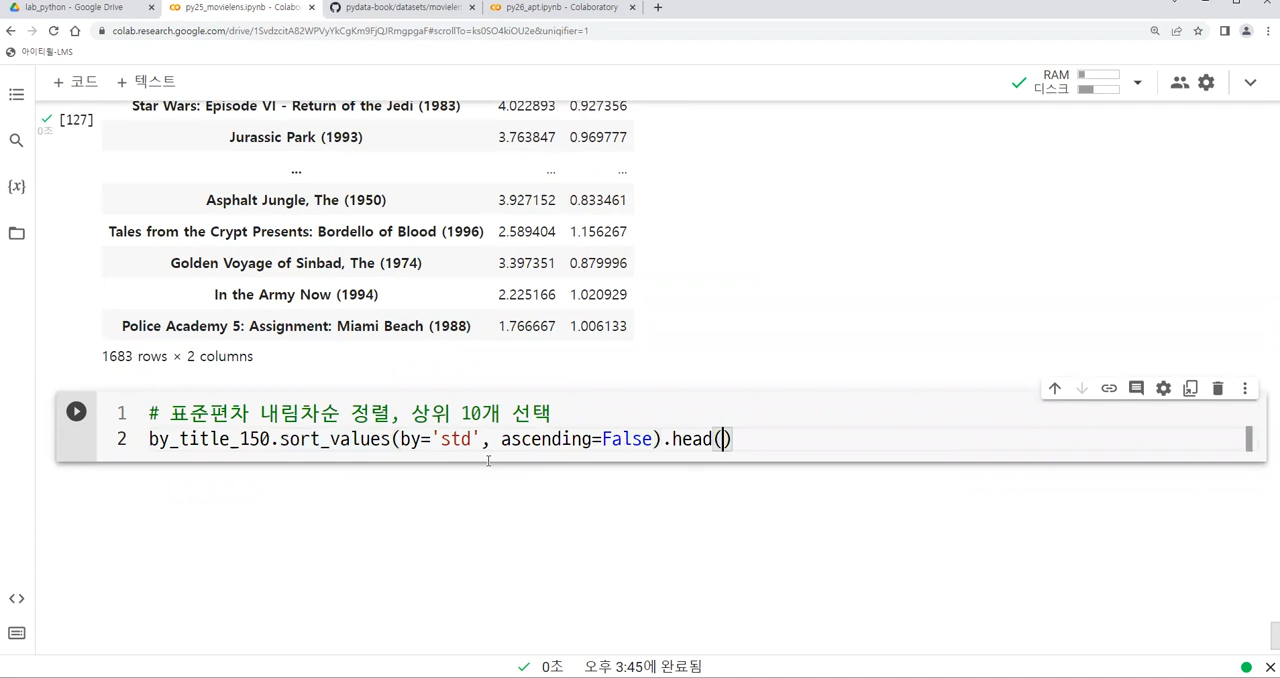 lab_python - Google Drive
py25_movielens.ipynb - Colabo
pydata-book/datasets/movielen
py26_apt.ipynb - Colaboratory
colab.research.google.com/drive/1SvdzcitA82WPVyYkCgKm9FjQJRmgpgaF#scrollTo=ks0SO4kiOU2e&uniqifier=1
아이티윌-LMS
+ 코드 + 텍스트
RAM
디스크
[127]
0초
Star Wars: Episode VI - Return of the Jedi (1983) 4.022893 0.927356
Jurassic Park (1993) 3.763847 0.969777
... ... ...
Asphalt Jungle, The (1950) 3.927152 0.833461
Tales from the Crypt Presents: Bordello of Blood (1996) 2.589404 1.156267
Golden Voyage of Sinbad, The (1974) 3.397351 0.879996
In the Army Now (1994) 2.225166 1.020929
Police Academy 5: Assignment: Miami Beach (1988) 1.766667 1.006133
1683 rows × 2 columns
1 # 표준편차 내림차순 정렬, 상위 10개 선택
2 by_title_150.sort_values(by='std', ascending=False).head()
0초 오후 3:45에 완료됨